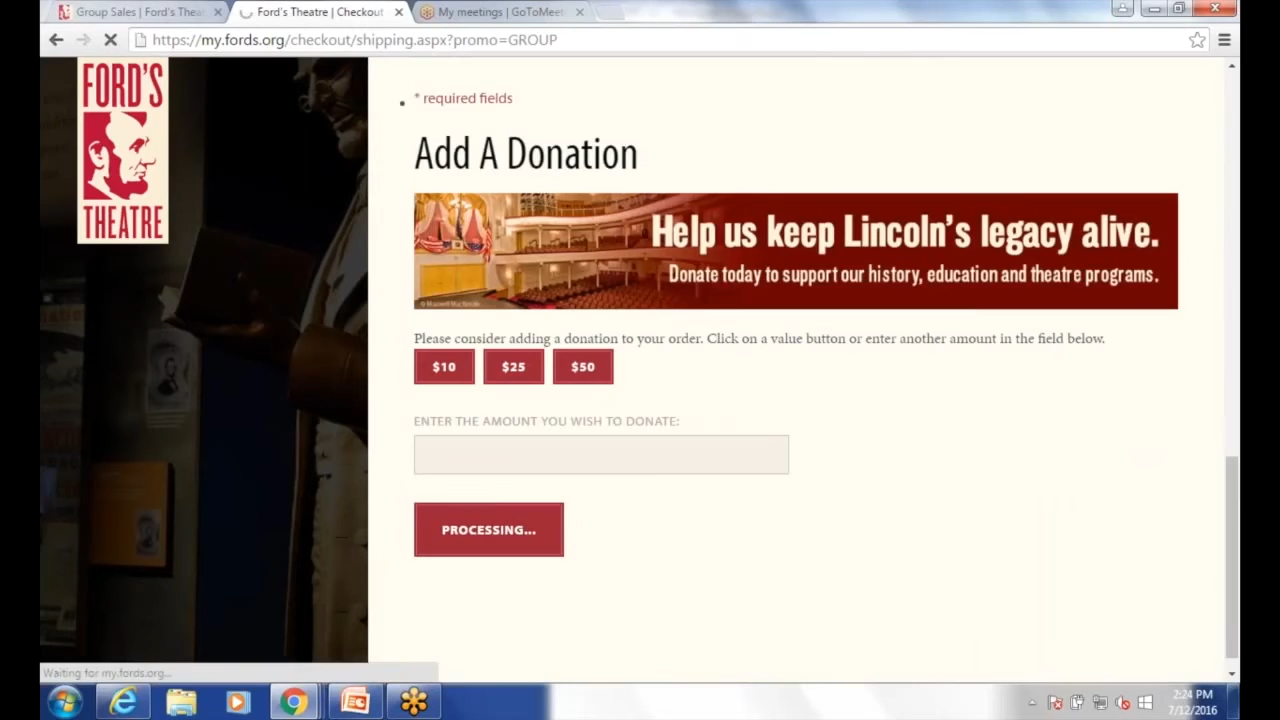 Group Sales | Ford's Thea
Ford's Theatre | Checkout
My meetings | GoToMeet
https://my.fords.org/checkout/shipping.aspx?promo=GROUP
FORD'S
THEATRE
* required fields
Add A Donation
Help us keep Lincoln's legacy alive.
Donate today to support our history, education and theatre programs.
Please consider adding a donation to your order. Click on a value button or enter another amount in the field below.
$10 $25 $50
ENTER THE AMOUNT YOU WISH TO DONATE:
PROCESSING...
Waiting for my.fords.org...
2:24 PM
7/12/2016